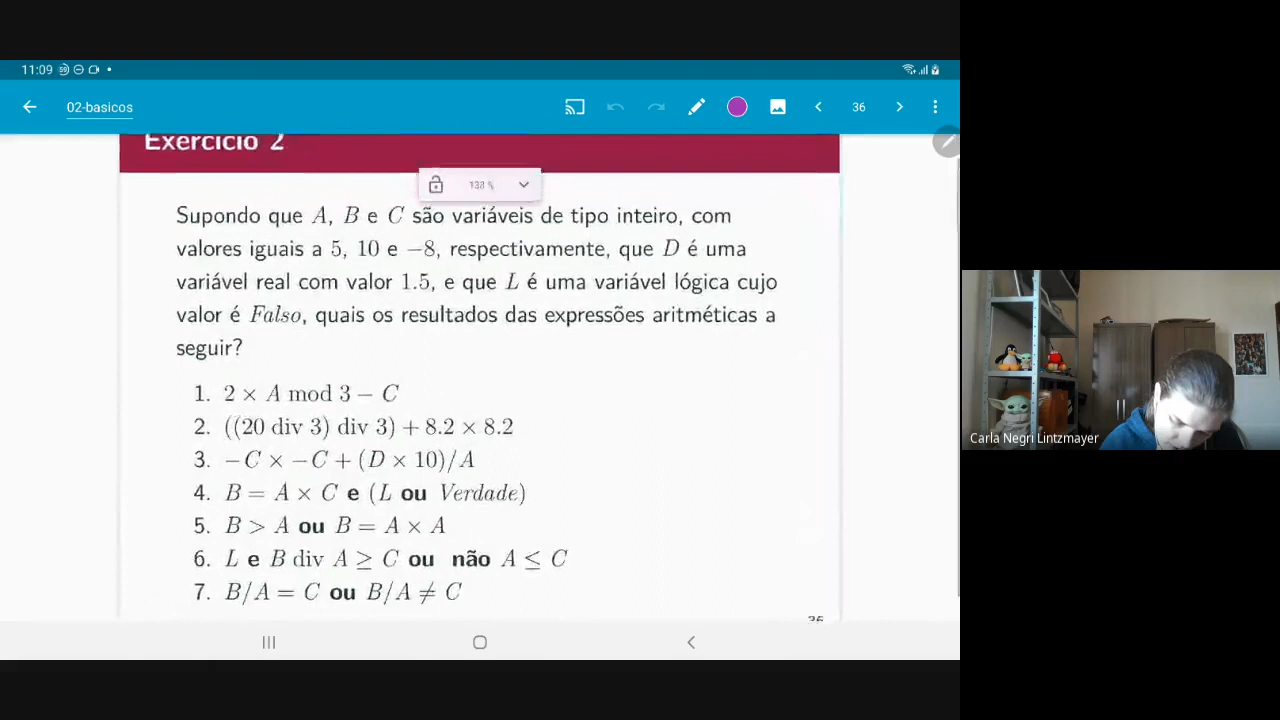 11:09
02-basicos
36
Exercício 2
138 %
Supondo que A, B e C são variáveis de tipo inteiro, com
valores iguais a 5, 10 e −8, respectivamente, que D é uma
variável real com valor 1.5, e que L é uma variável lógica cujo
valor é Falso, quais os resultados das expressões aritméticas a
seguir?
1. 2 × A mod 3 − C
2. ((20 div 3) div 3) + 8.2 × 8.2
3. −C × −C + (D × 10)/A
4. B = A × C e (L ou Verdade)
5. B > A ou B = A × A
6. L e B div A ≥ C ou não A ≤ C
7. B/A = C ou B/A ≠ C
36
Carla Negri Lintzmayer